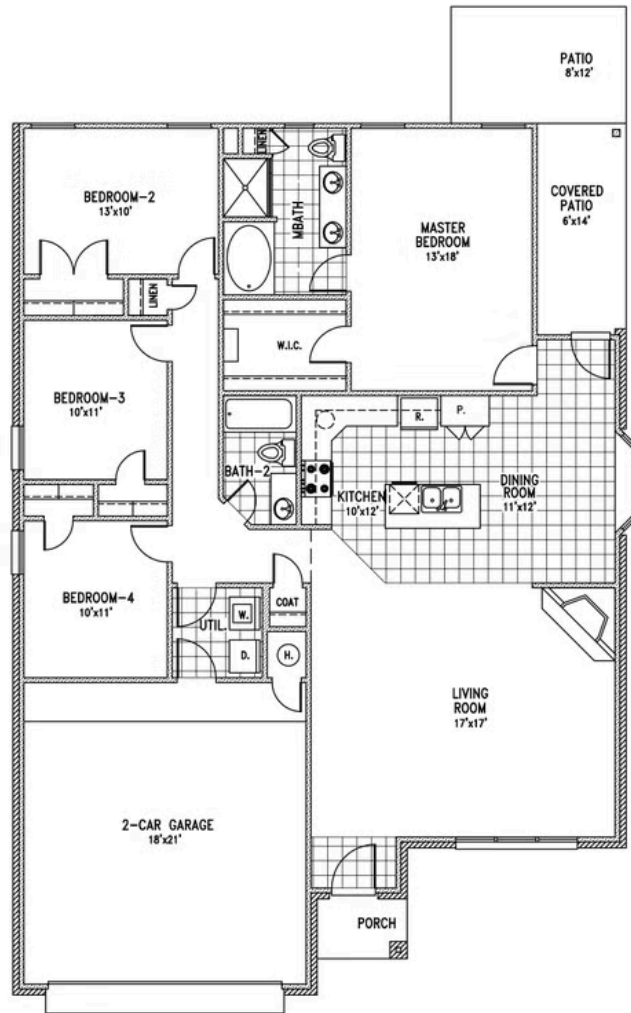 PATIO
8'x12'
LINEN
BEDROOM-2
13'x10'
MBATH
MASTER
BEDROOM
13'x18'
COVERED
PATIO
6'x14'
LINEN
W.I.C.
BEDROOM-3
10'x11'
R.
P.
BATH-2
KITCHEN
10'x12'
DINING
ROOM
11'x12'
BEDROOM-4
10'x11'
UTIL.
W.
COAT
D.
H.
LIVING
ROOM
17'x17'
2-CAR GARAGE
18'x21'
PORCH